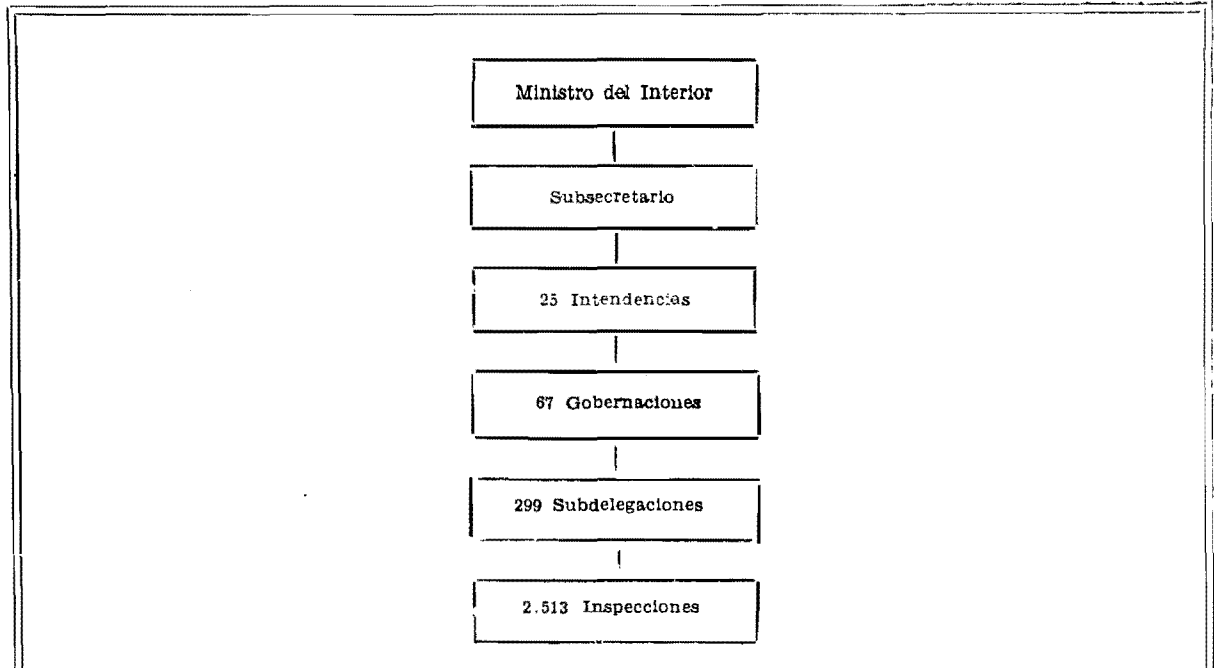 Ministro del Interior
Subsecretario
25 Intendencias
67 Gobernaciones
299 Subdelegaciones
2.513 Inspecciones